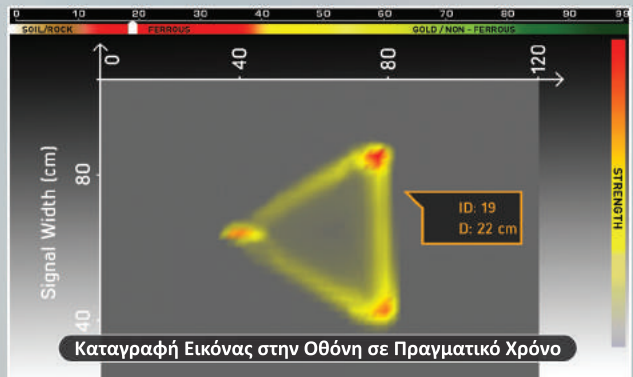 0 10 20 30 40 50 60 70 80 90 99
SOIL/ROCK FERROUS GOLD / NON - FERROUS
0 40 80 120
Signal Width (cm)
80
40
ID: 19
D: 22 cm
STRENGTH
Καταγραφή Εικόνας στην Οθόνη σε Πραγματικό Χρόνο